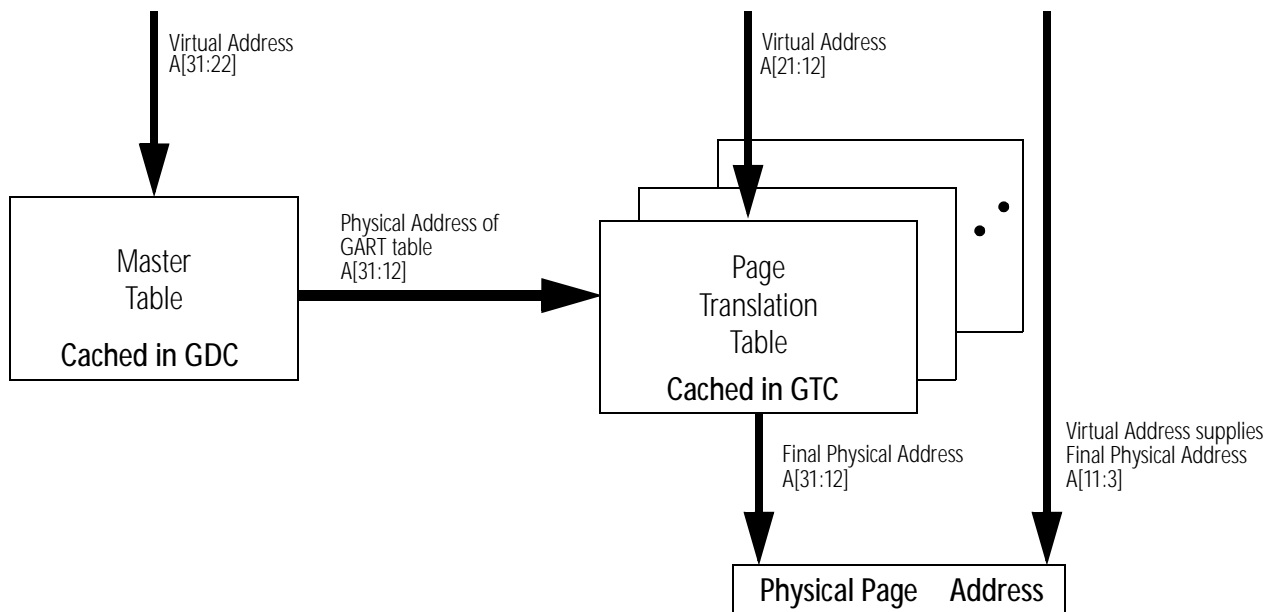 Virtual Address
A[31:22]
Virtual Address
A[21:12]
Master
Table
Cached in GDC
Physical Address of
GART table
A[31:12]
Page
Translation
Table
Cached in GTC
Final Physical Address
A[31:12]
Virtual Address supplies
Final Physical Address
A[11:3]
Physical Page Address